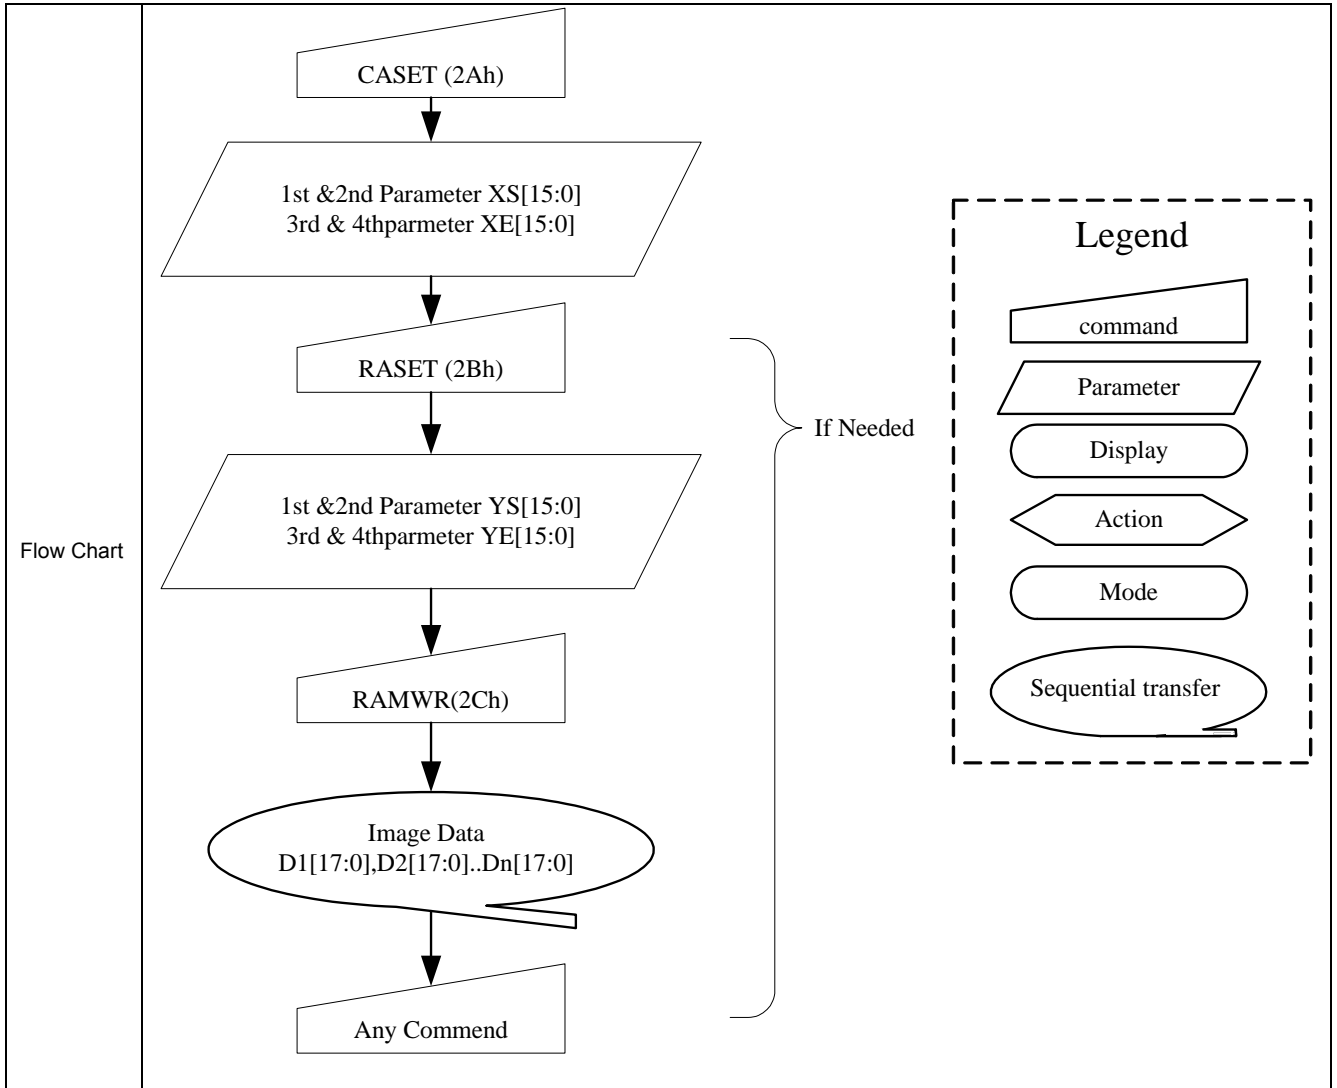 Flow Chart
CASET (2Ah)
1st &2nd Parameter XS[15:0]
3rd & 4thparmeter XE[15:0]
RASET (2Bh)
1st &2nd Parameter YS[15:0]
3rd & 4thparmeter YE[15:0]
RAMWR(2Ch)
Image Data
D1[17:0],D2[17:0]..Dn[17:0]
Any Commend
If Needed
Legend
command
Parameter
Display
Action
Mode
Sequential transfer